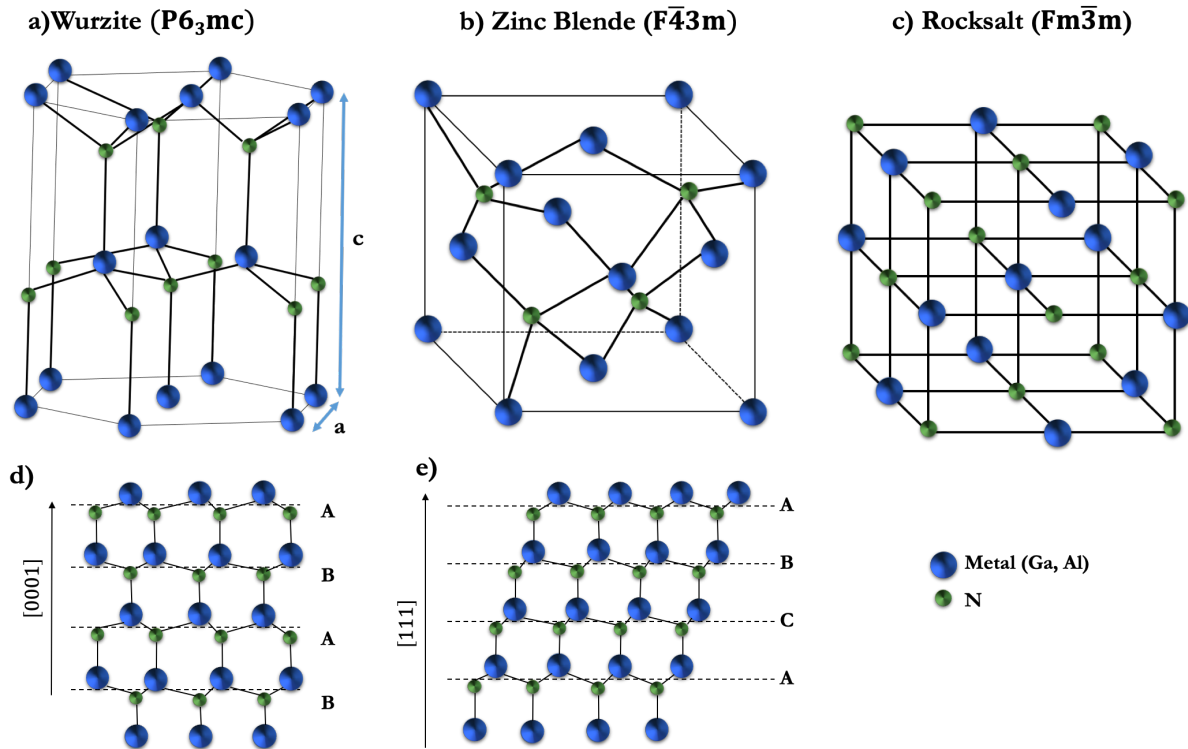 a)Wurzite (P6₃mc)
b) Zinc Blende (F4̅3m)
c) Rocksalt (Fm3̅m)
c
a
d)
[0001]
A
B
A
B
e)
[111]
A
B
C
A
Metal (Ga, Al)
N